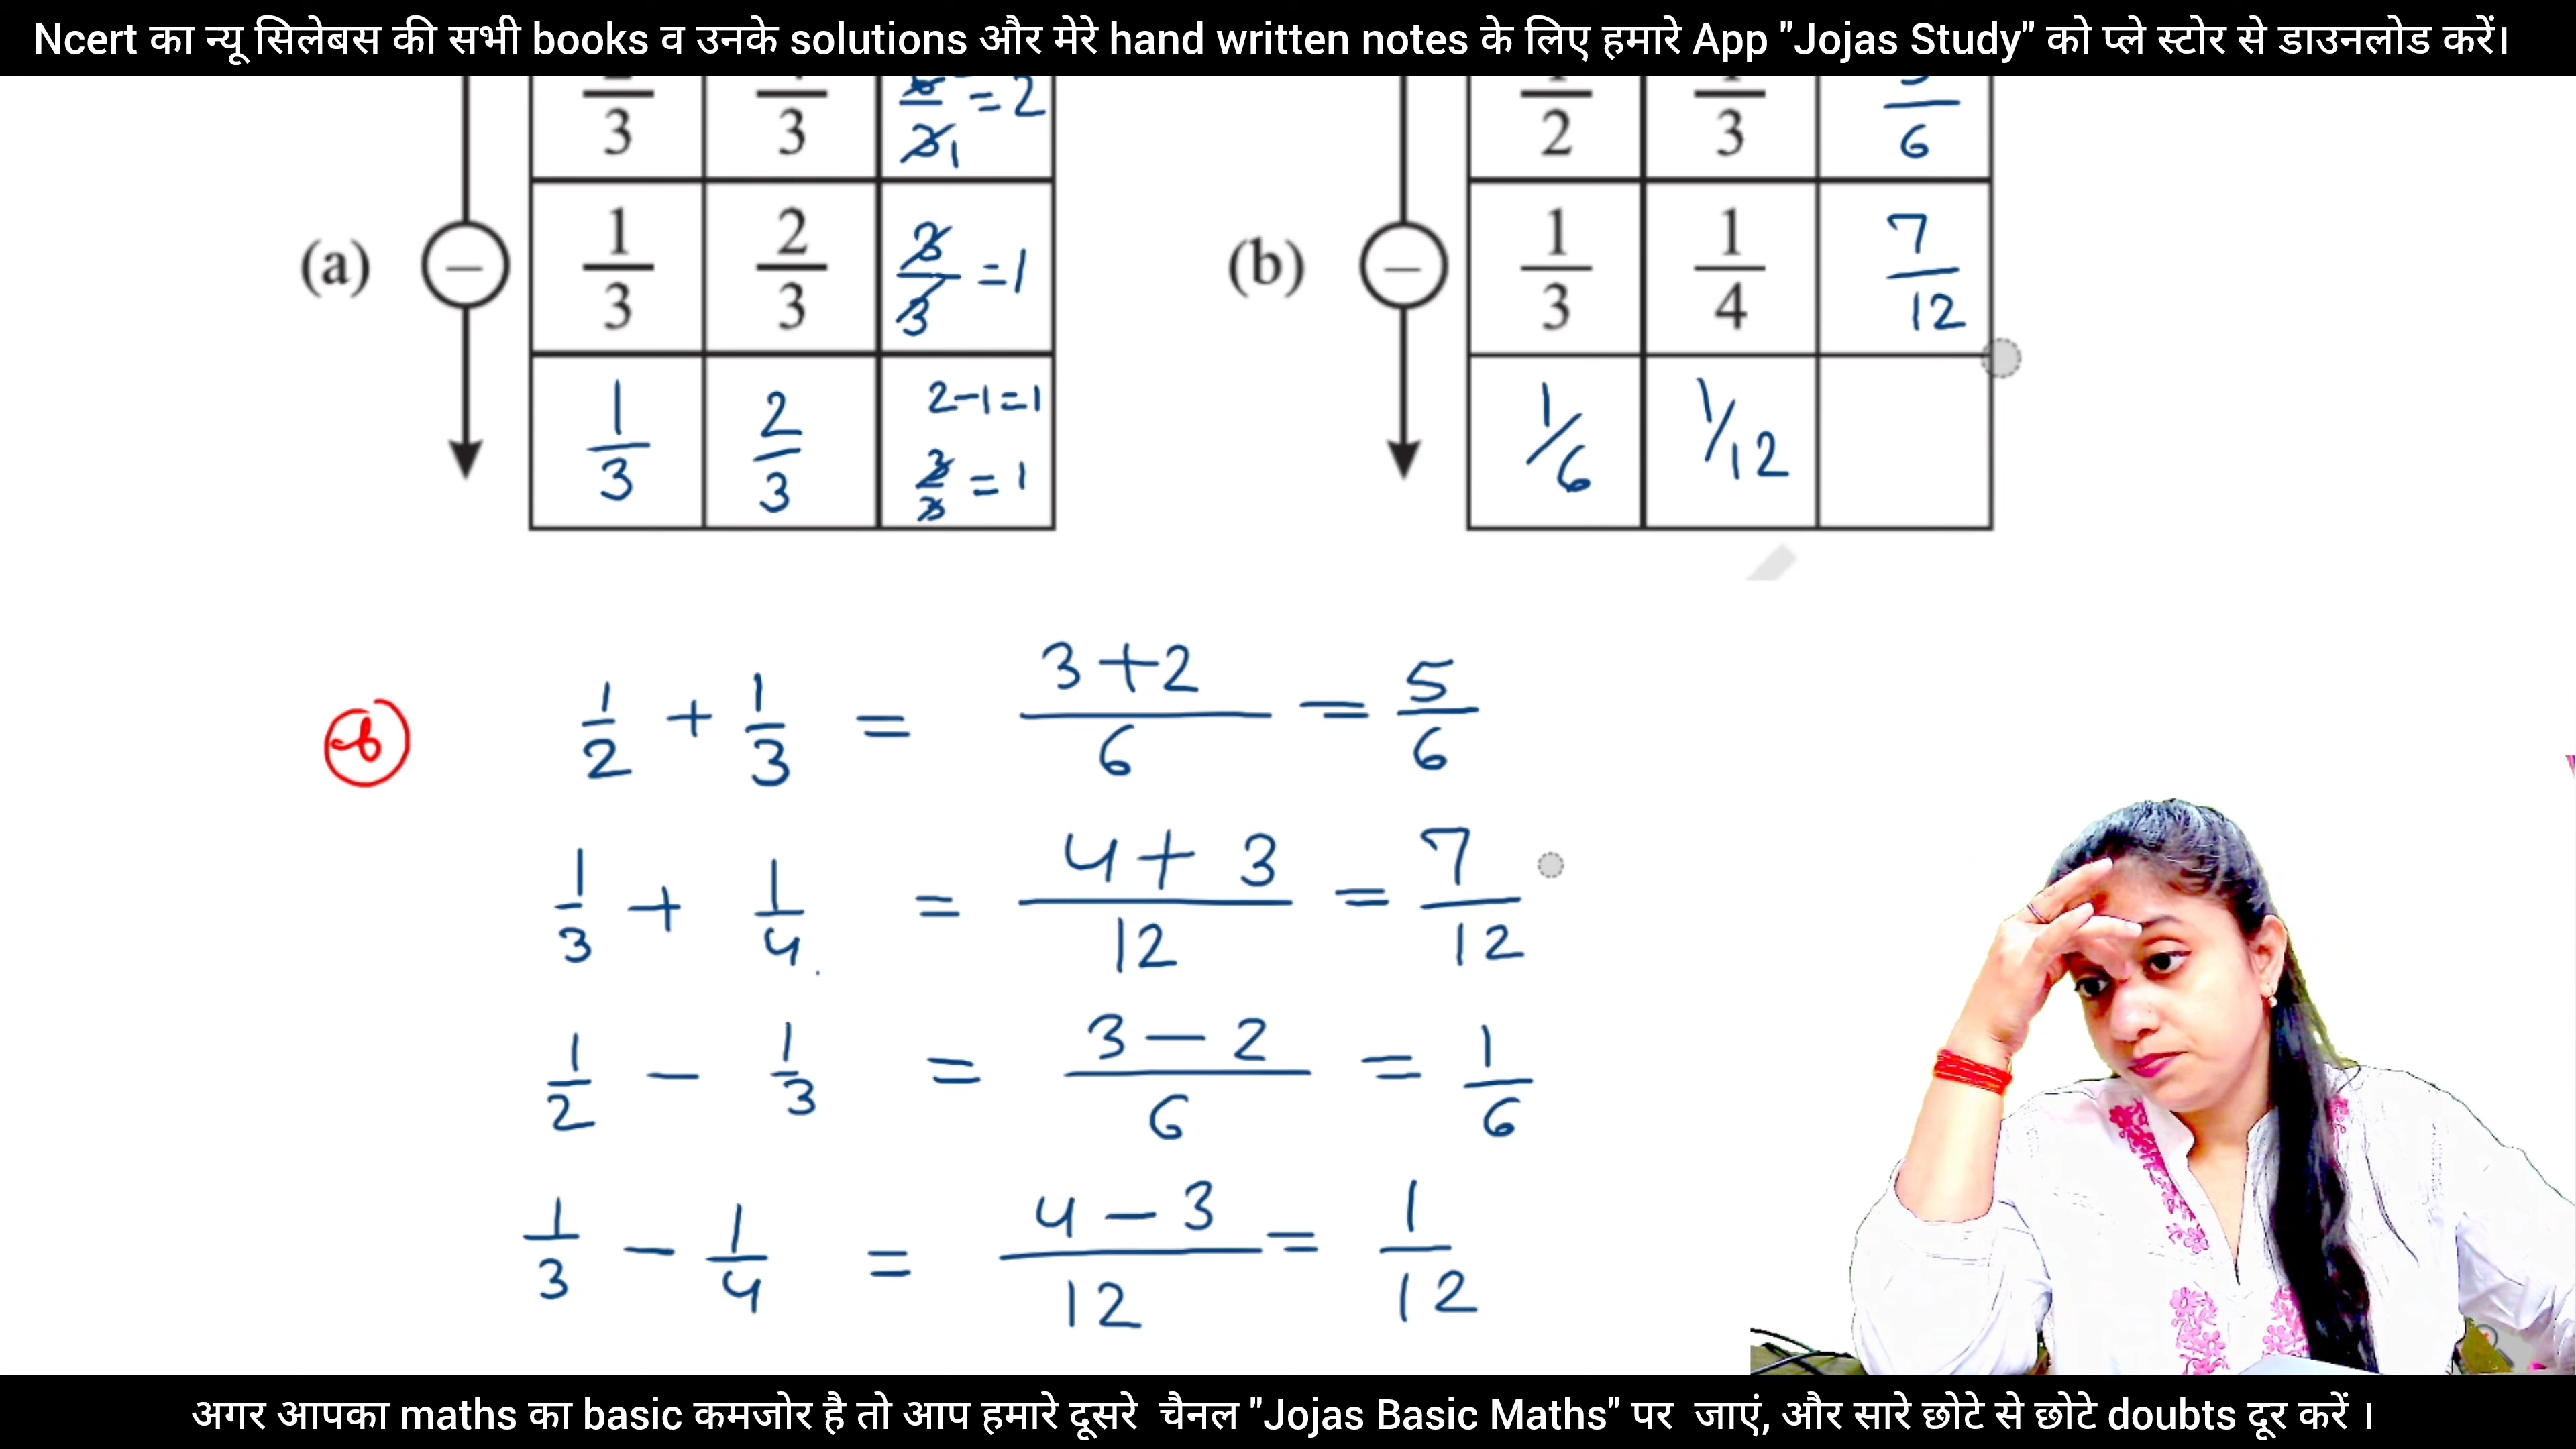 Ncert का न्यू सिलेबस की सभी books व उनके solutions और मेरे hand written notes के लिए हमारे App "Jojas Study" को प्ले स्टोर से डाउनलोड करें।
3 3 31 = 2
2 3 6
(a) − 1/3 2/3 3/3 = 1
(b) − 1/3 1/4 7/12
1/3 2/3 2-1=1
3/3 = 1
1/6 1/12
b 1/2 + 1/3 = 3+2/6 = 5/6
1/3 + 1/4 = 4+3/12 = 7/12
1/2 − 1/3 = 3−2/6 = 1/6
1/3 − 1/4 = 4−3/12 = 1/12
अगर आपका maths का basic कमजोर है तो आप हमारे दूसरे चैनल "Jojas Basic Maths" पर जाएं, और सारे छोटे से छोटे doubts दूर करें ।